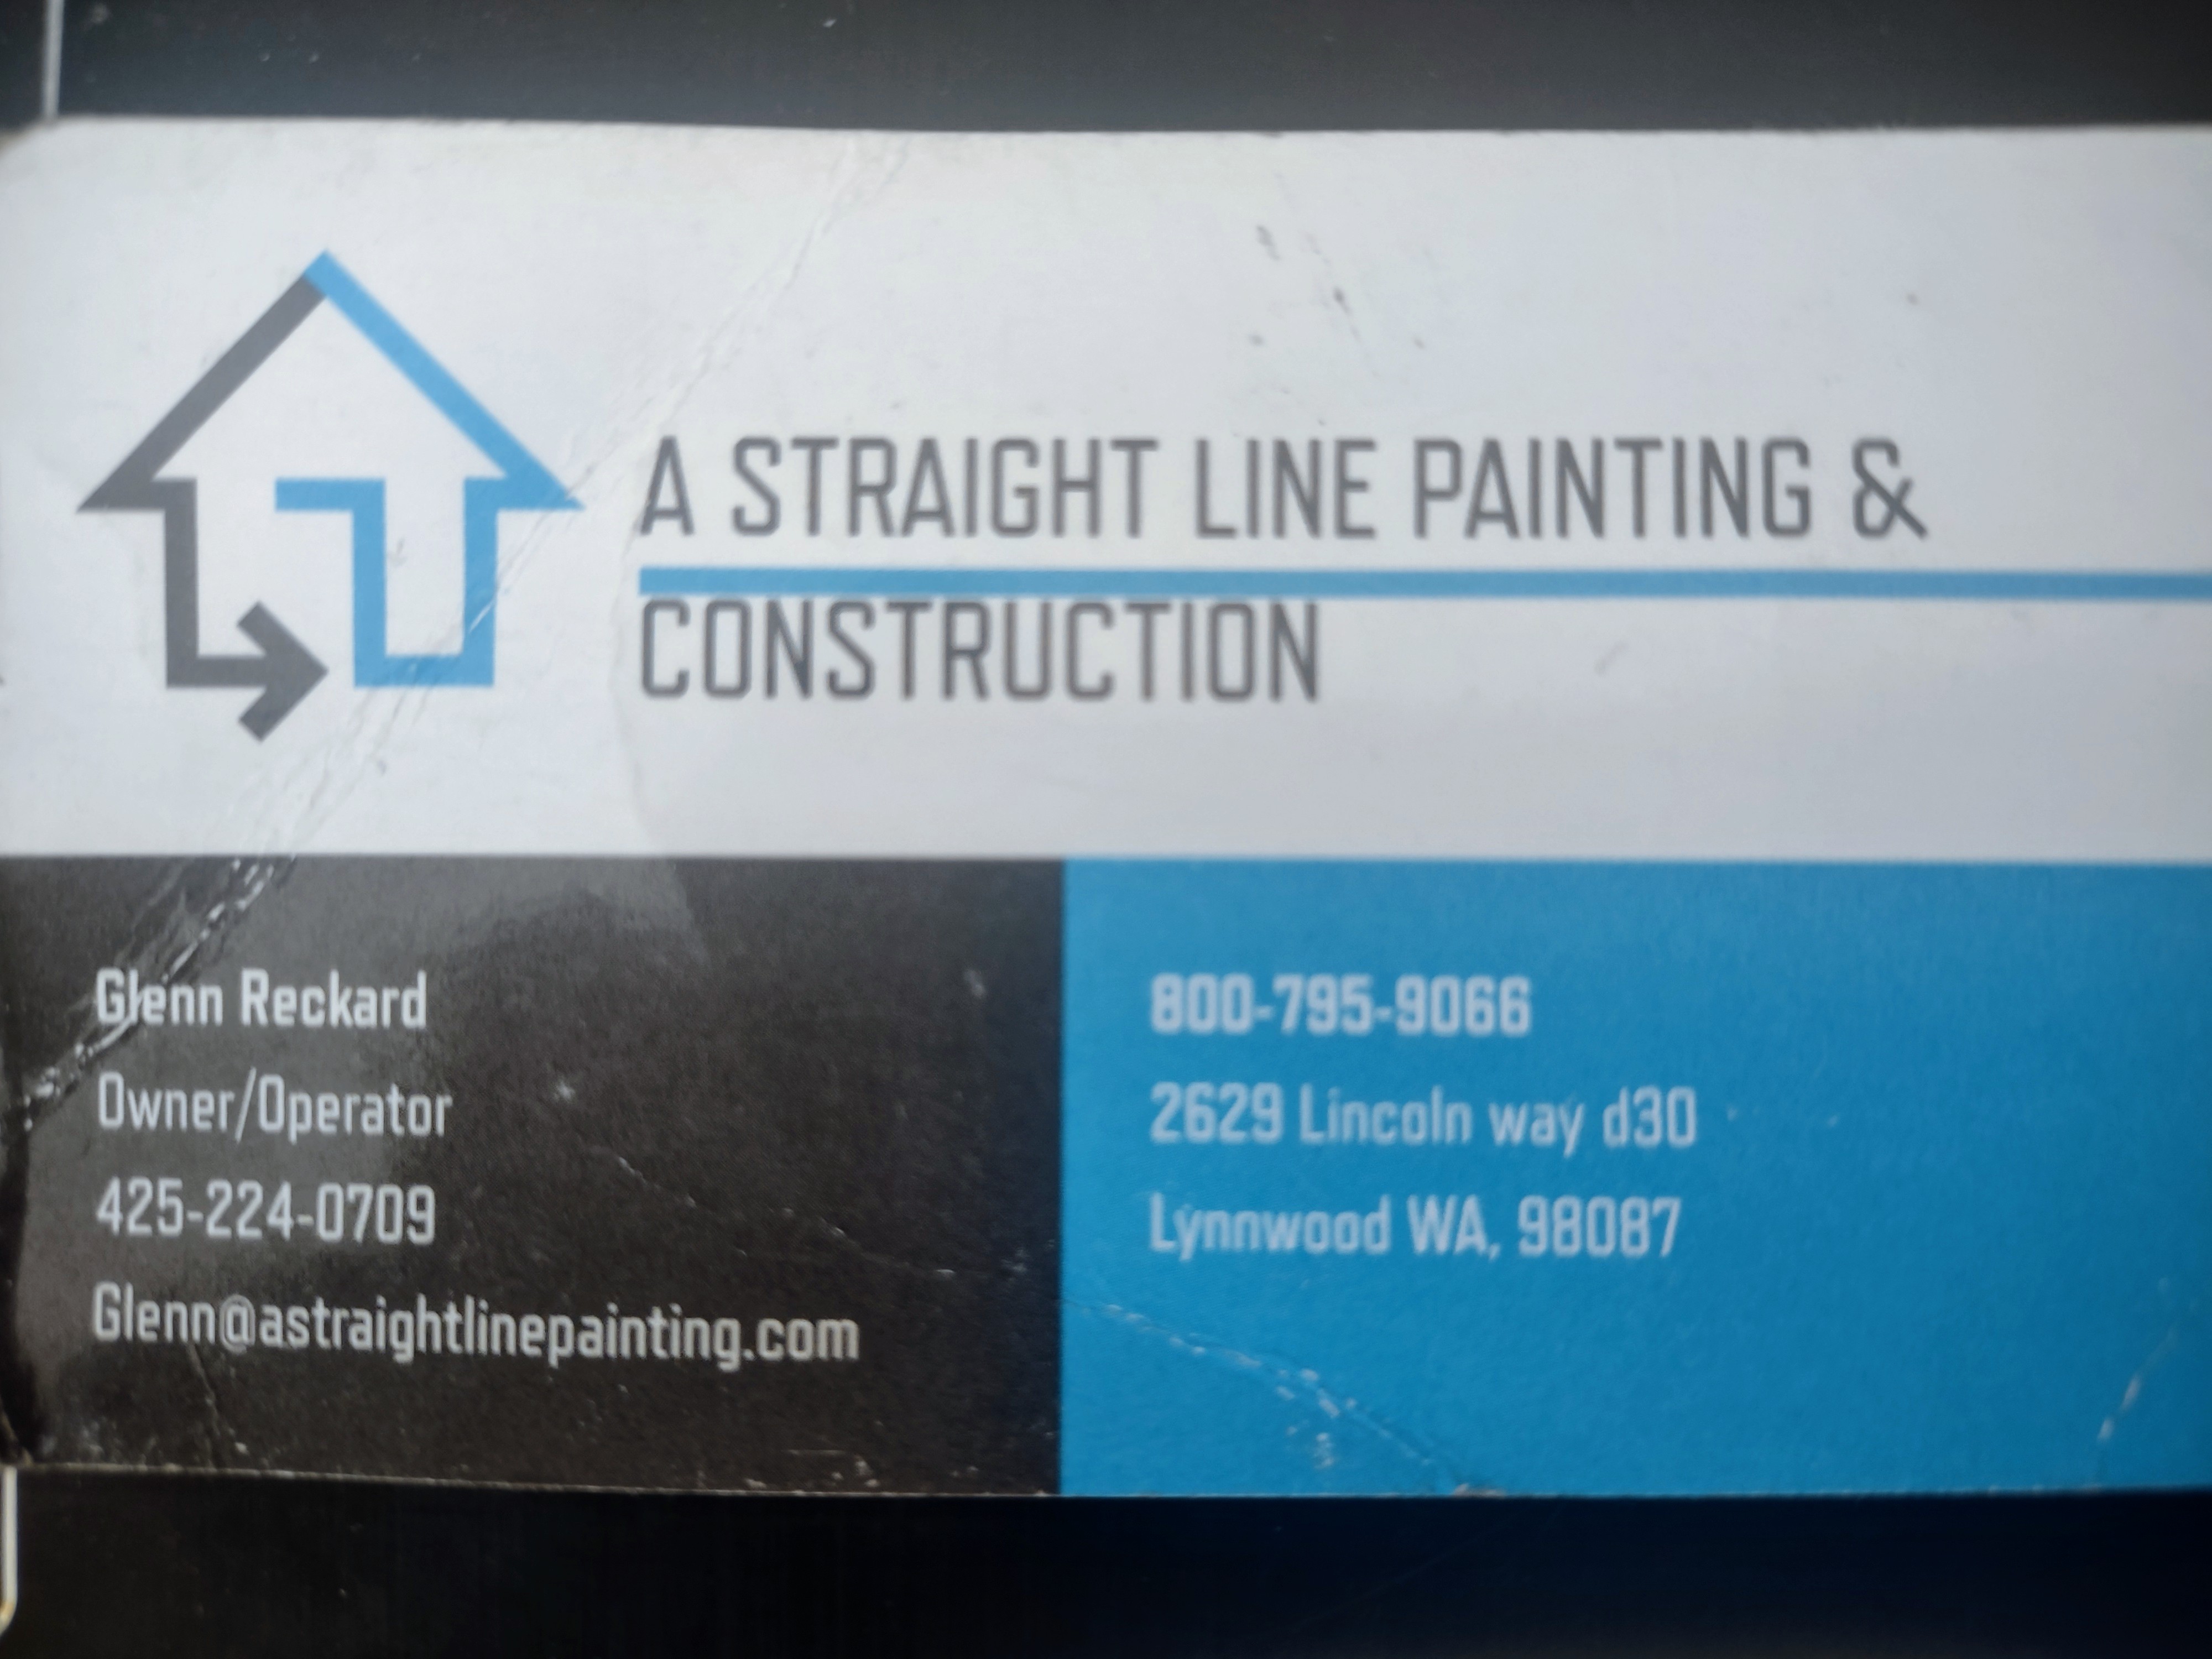 A STRAIGHT LINE PAINTING &
CONSTRUCTION
Glenn Reckard
Owner/Operator
425-224-0709
Glenn@astraightlinepainting.com
800-795-9066
2629 Lincoln way d30
Lynnwood WA, 98087